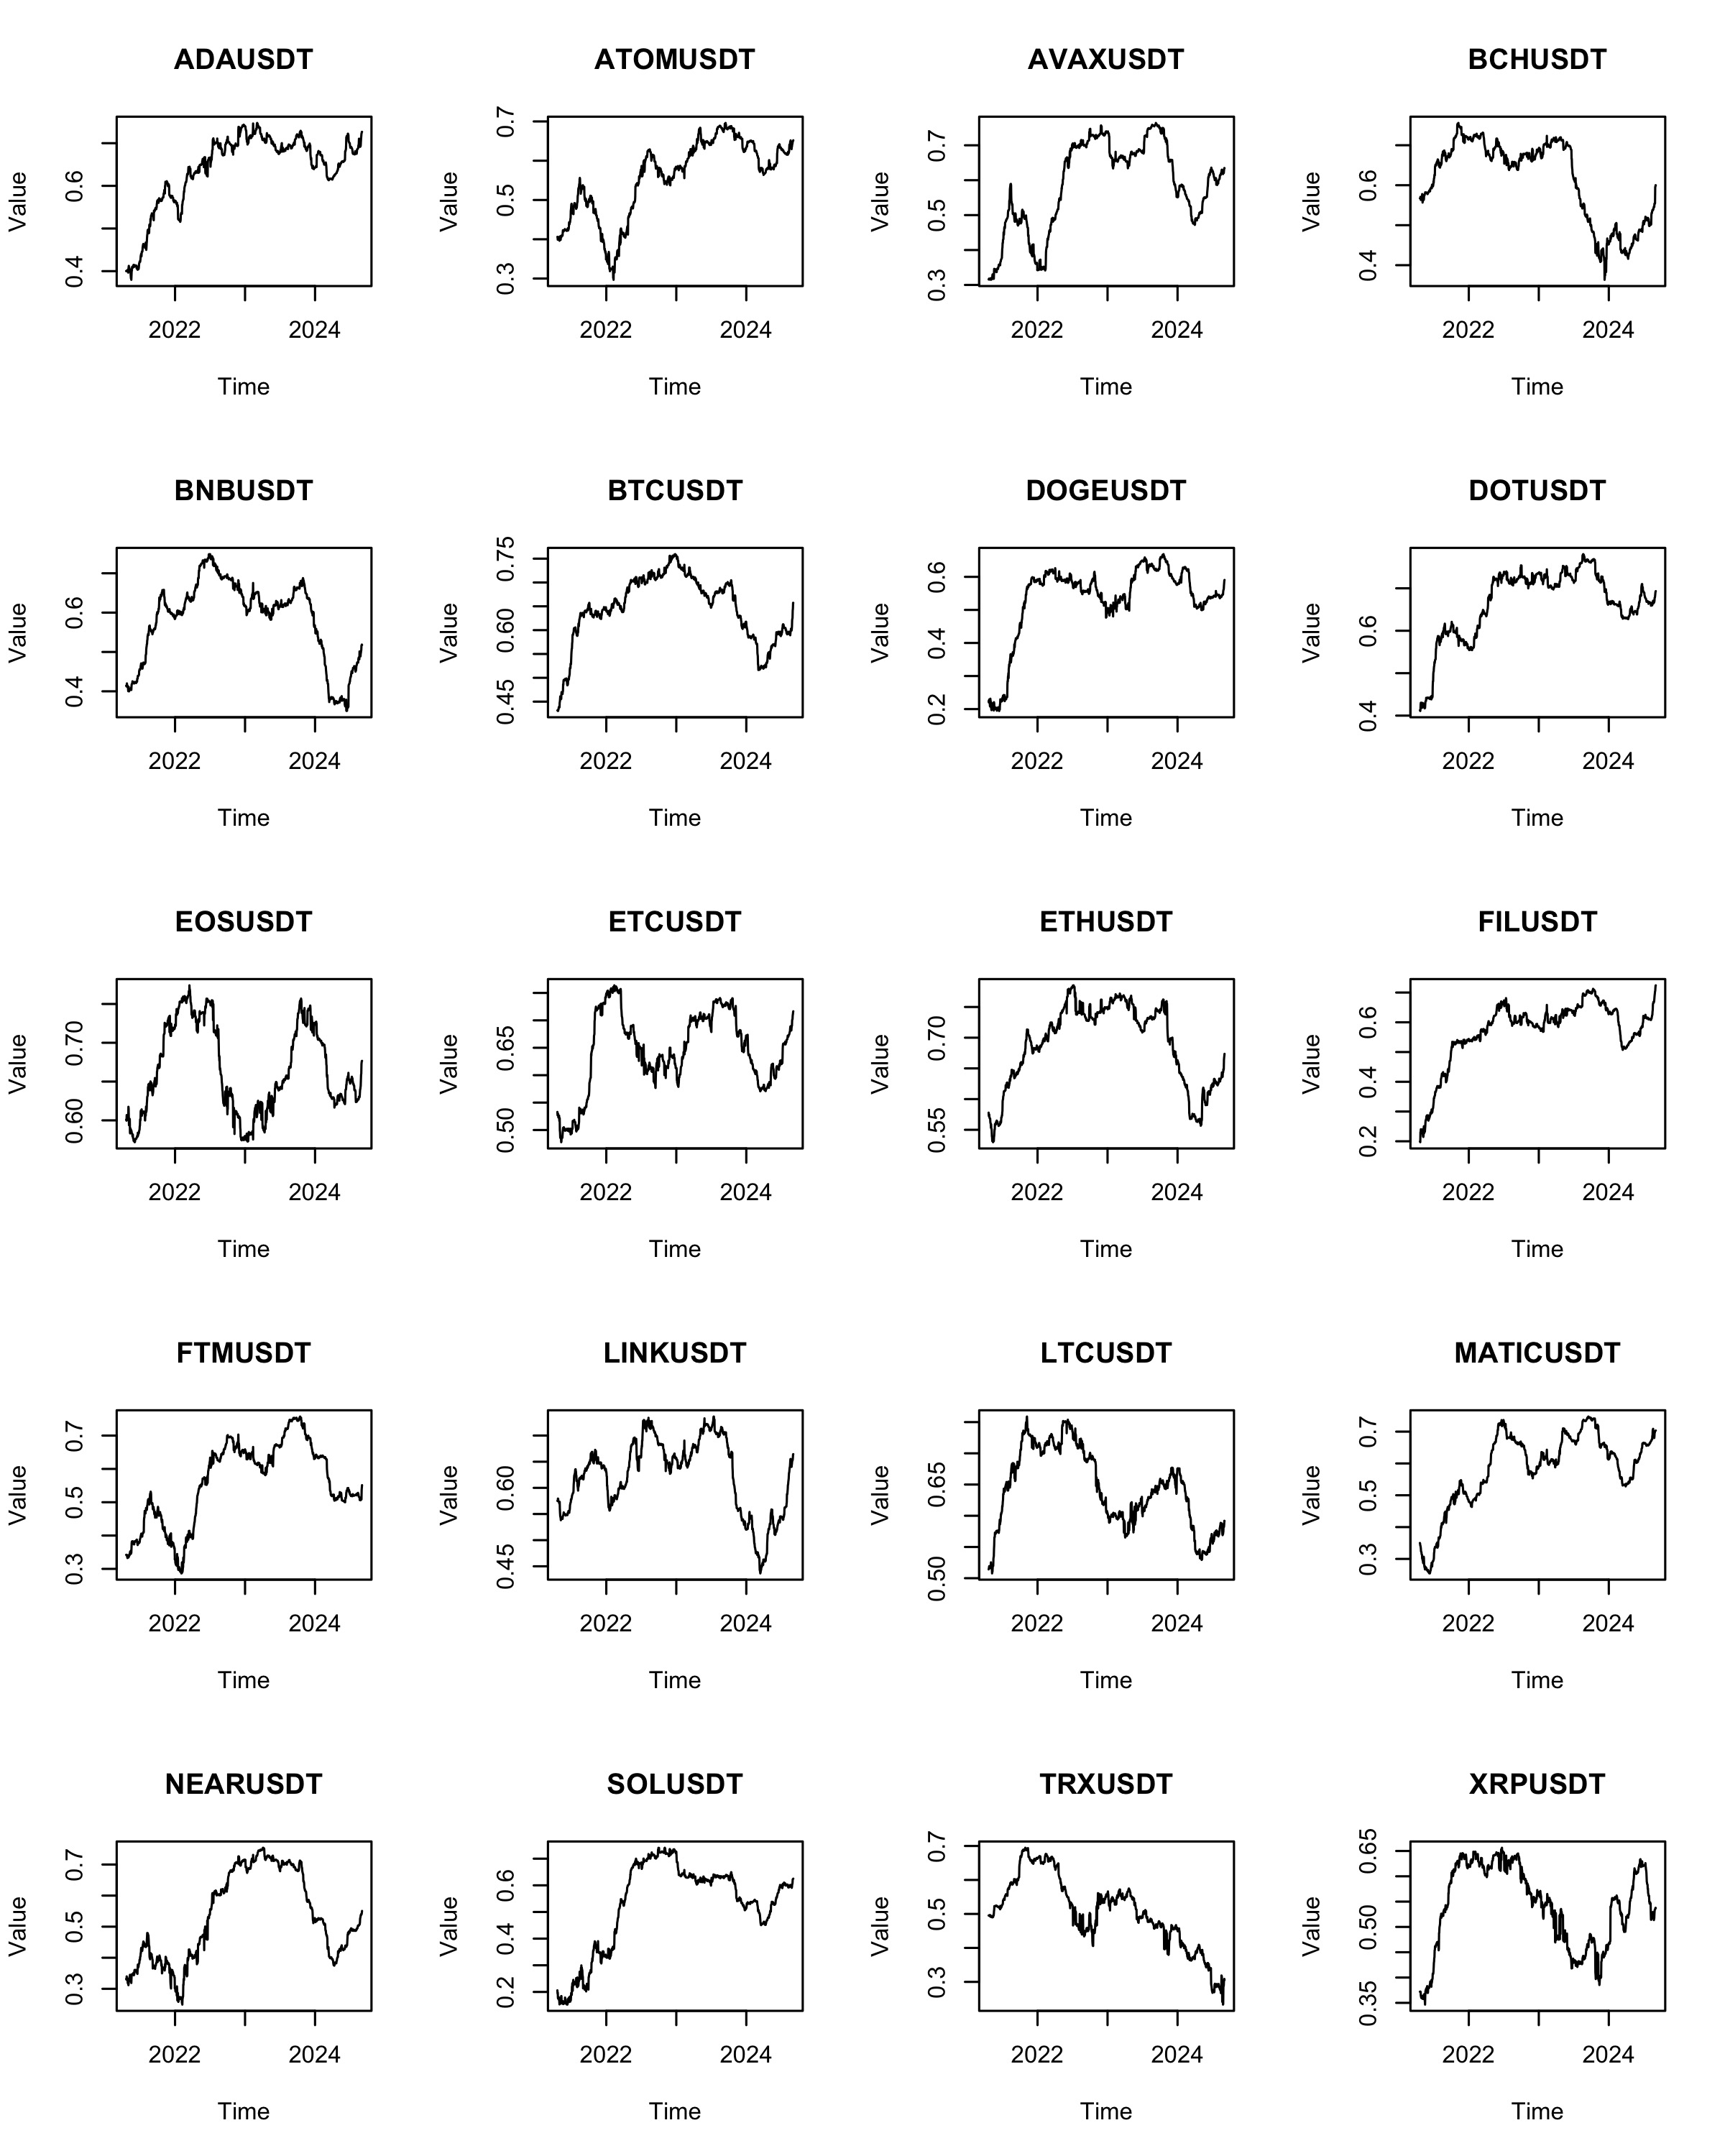 ADAUSDT
Value
0.4 0.6
2022 2024
Time
ATOMUSDT
Value
0.3 0.5 0.7
2022 2024
Time
AVAXUSDT
Value
0.3 0.5 0.7
2022 2024
Time
BCHUSDT
Value
0.4 0.6
2022 2024
Time
BNBUSDT
Value
0.4 0.6
2022 2024
Time
BTCUSDT
Value
0.45 0.60 0.75
2022 2024
Time
DOGEUSDT
Value
0.2 0.4 0.6
2022 2024
Time
DOTUSDT
Value
0.4 0.6
2022 2024
Time
EOSUSDT
Value
0.60 0.70
2022 2024
Time
ETCUSDT
Value
0.50 0.65
2022 2024
Time
ETHUSDT
Value
0.55 0.70
2022 2024
Time
FILUSDT
Value
0.2 0.4 0.6
2022 2024
Time
FTMUSDT
Value
0.3 0.5 0.7
2022 2024
Time
LINKUSDT
Value
0.45 0.60
2022 2024
Time
LTCUSDT
Value
0.50 0.65
2022 2024
Time
MATICUSDT
Value
0.3 0.5 0.7
2022 2024
Time
NEARUSDT
Value
0.3 0.5 0.7
2022 2024
Time
SOLUSDT
Value
0.2 0.4 0.6
2022 2024
Time
TRXUSDT
Value
0.3 0.5 0.7
2022 2024
Time
XRPUSDT
Value
0.35 0.50 0.65
2022 2024
Time